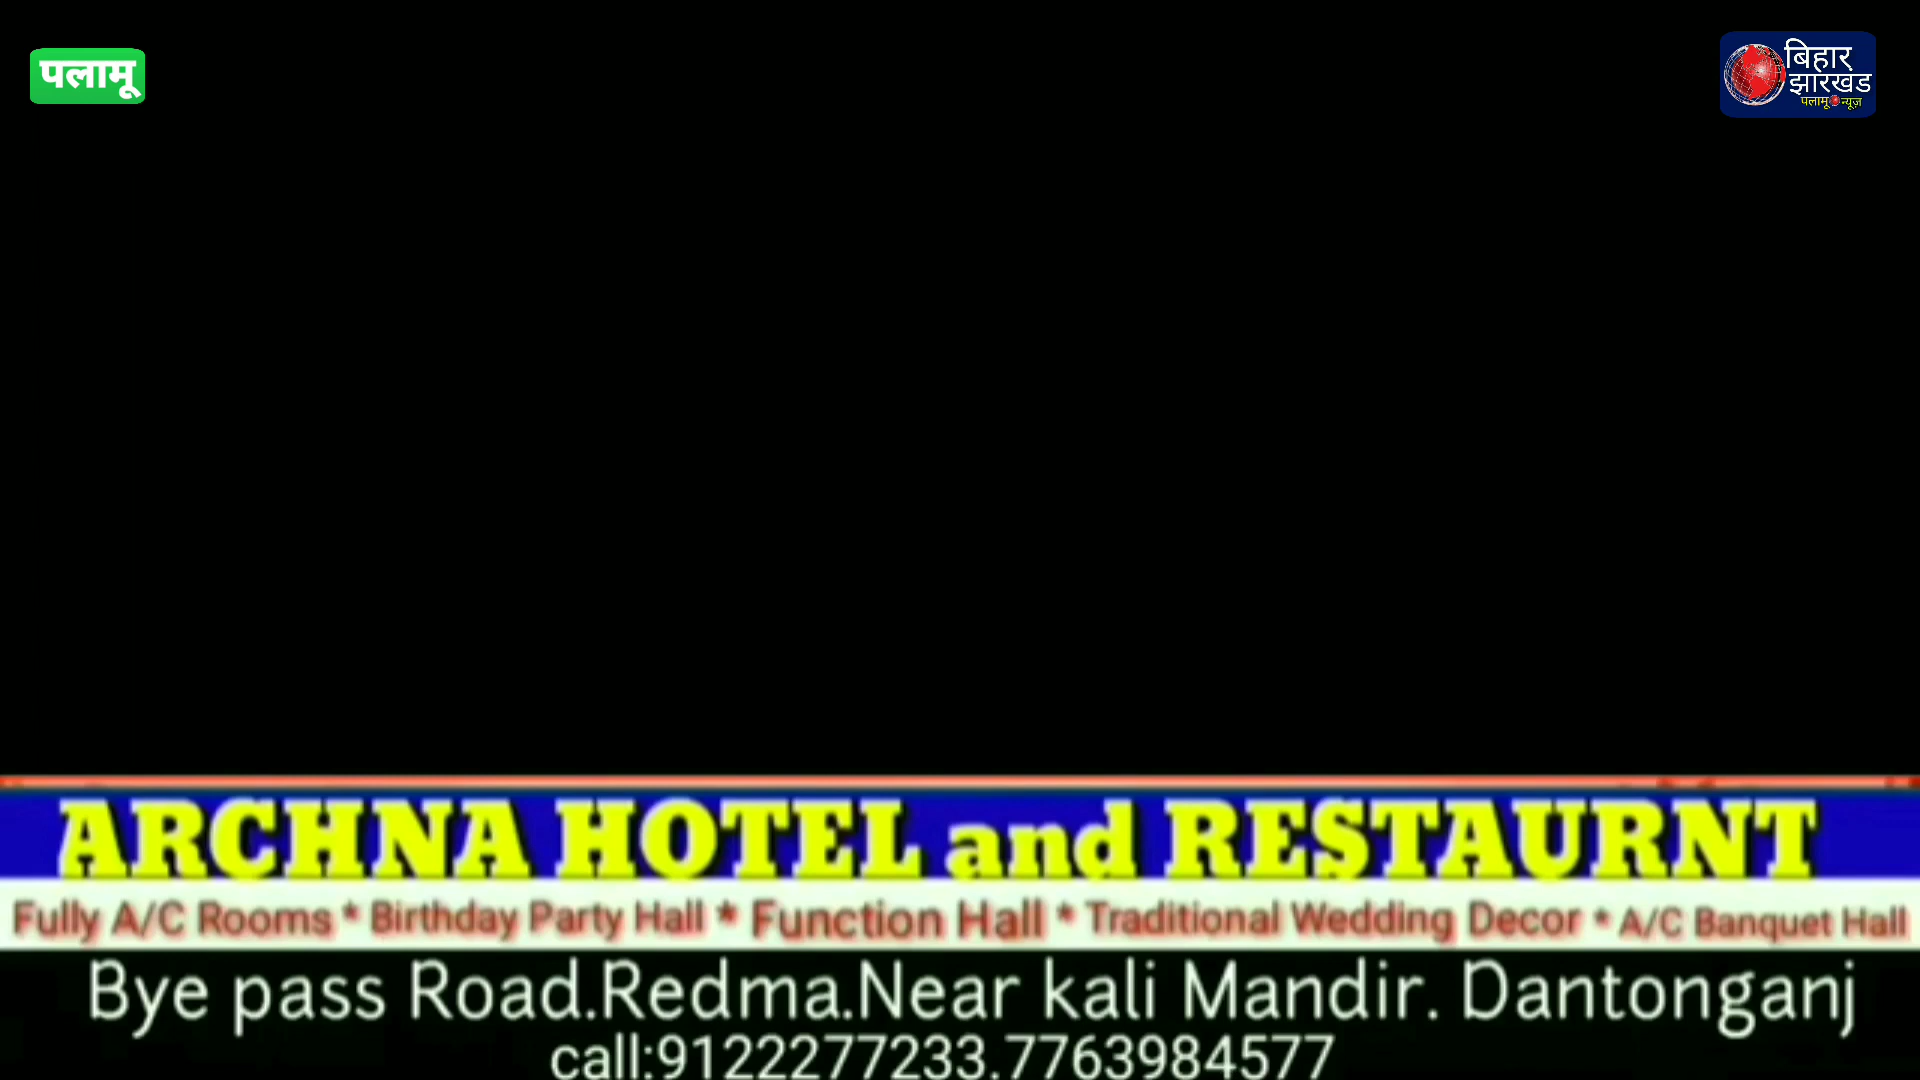 पलामू
बिहार
झारखंड
पलामू न्यूज़
ARCHNA HOTEL and RESTAURNT
Fully A/C Rooms * Birthday Party Hall * Function Hall * Traditional Wedding Decor * A/C Banquet Hall
Bye pass Road.Redma.Near kali Mandir. Dantonganj
call:9122277233.7763984577